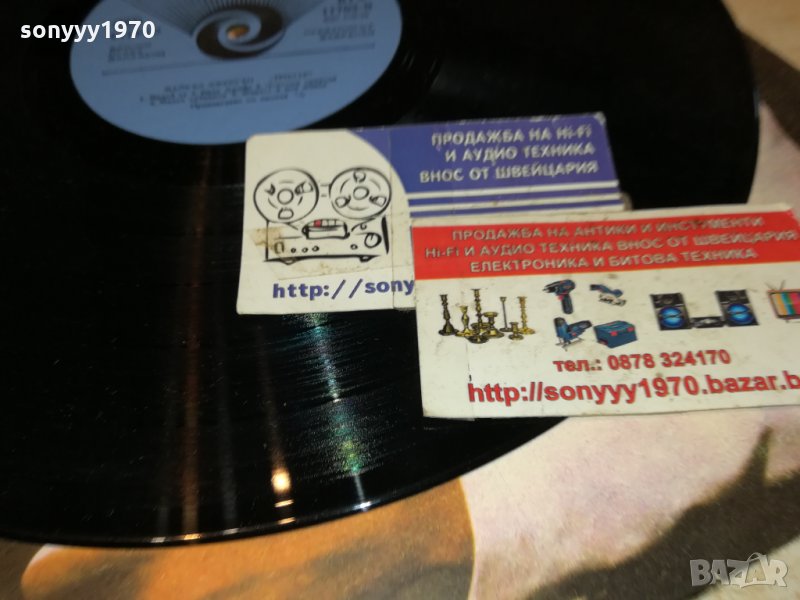 sonyyy1970
ПРОДАЖБА НА Hi-Fi
И АУДИО ТЕХНИКА
ВНОС ОТ ШВЕЙЦАРИЯ
http://sony
ПРОДАЖБА НА АНТИКИ И ИНСТРУМЕНТИ
Hi-Fi И АУДИО ТЕХНИКА ВНОС ОТ ШВЕЙЦАРИЯ
ЕЛЕКТРОНИКА И БИТОВА ТЕХНИКА
тел.: 0878 324170
http://sonyyy1970.bazar.b
BAZAR